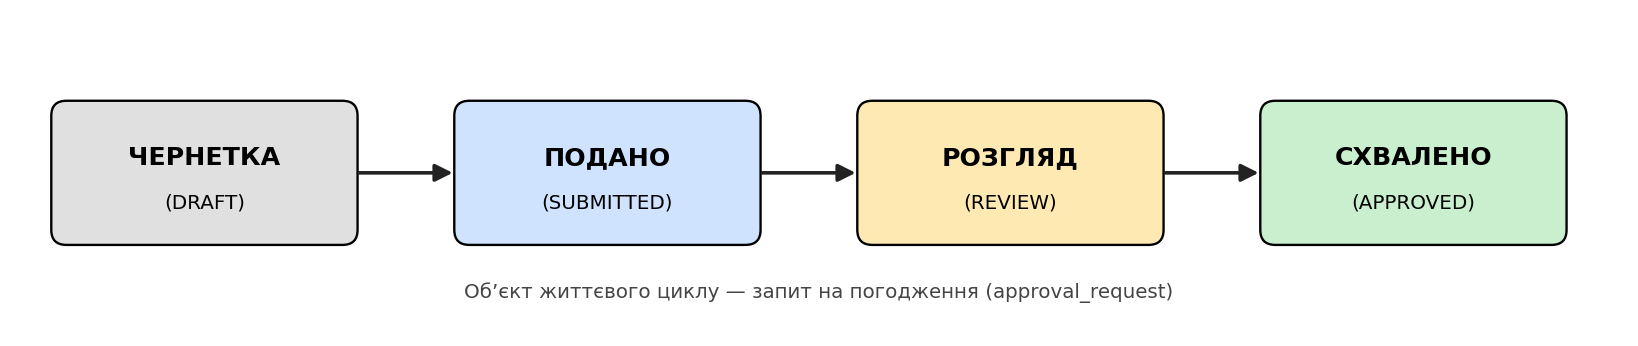 ЧЕРНЕТКА
(DRAFT)
ПОДАНО
(SUBMITTED)
РОЗГЛЯД
(REVIEW)
СХВАЛЕНО
(APPROVED)
Об’єкт життєвого циклу — запит на погодження (approval_request)